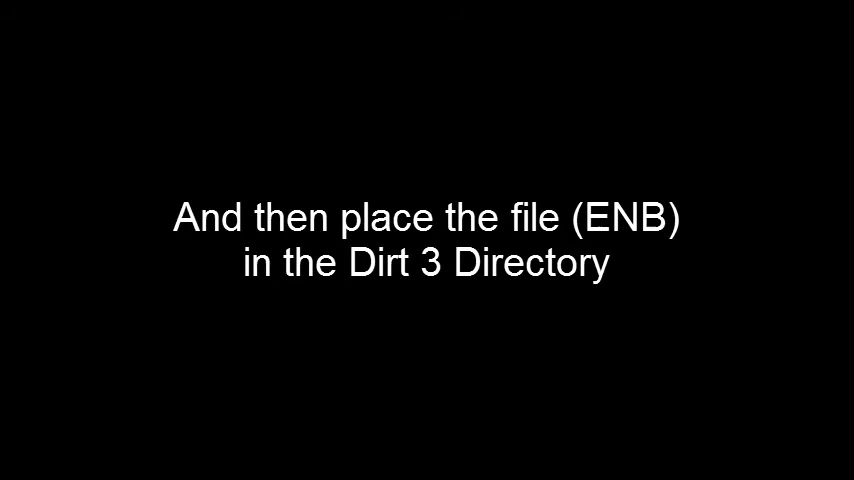 And then place the file (ENB)
in the Dirt 3 Directory